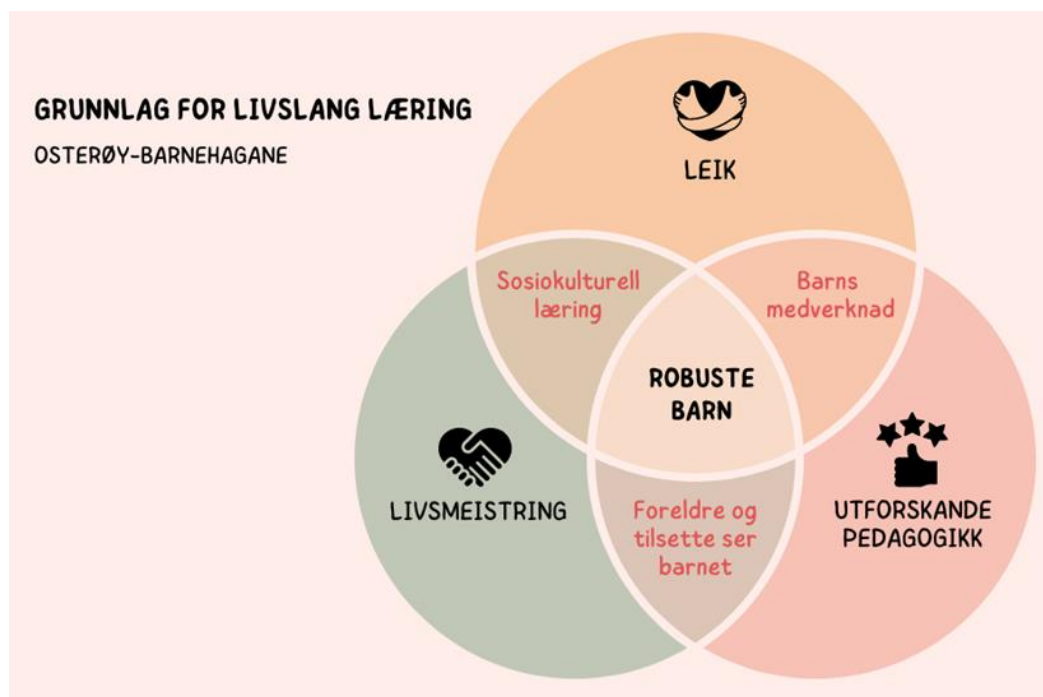 GRUNNLAG FOR LIVSLANG LÆRING
OSTERØY-BARNEHAGANE
LEIK
Sosiokulturell
læring
Barns
medverknad
ROBUSTE
BARN
LIVSMEISTRING
Foreldre og
tilsette ser
barnet
UTFORSKANDE
PEDAGOGIKK